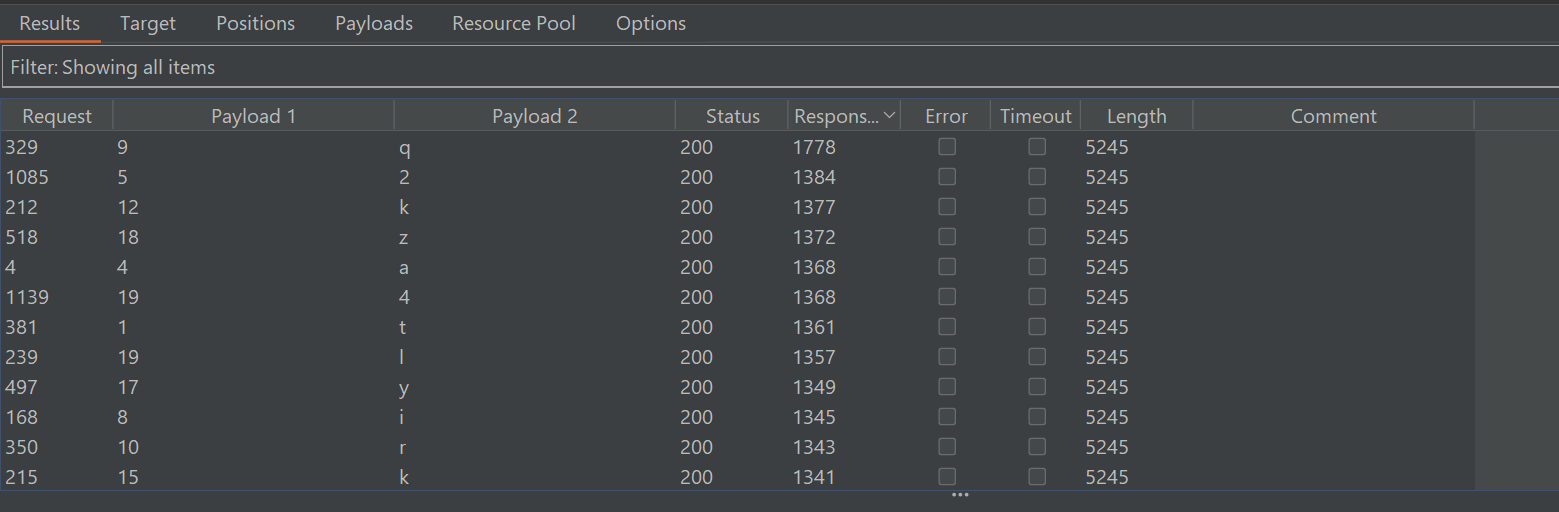 Results Target Positions Payloads Resource Pool Options
Filter: Showing all items
Request Payload 1 Payload 2 Status Respons... Error Timeout Length Comment
329 9 q 200 1778 5245
1085 5 2 200 1384 5245
212 12 k 200 1377 5245
518 18 z 200 1372 5245
4 4 a 200 1368 5245
1139 19 4 200 1368 5245
381 1 t 200 1361 5245
239 19 l 200 1357 5245
497 17 y 200 1349 5245
168 8 i 200 1345 5245
350 10 r 200 1343 5245
215 15 k 200 1341 5245